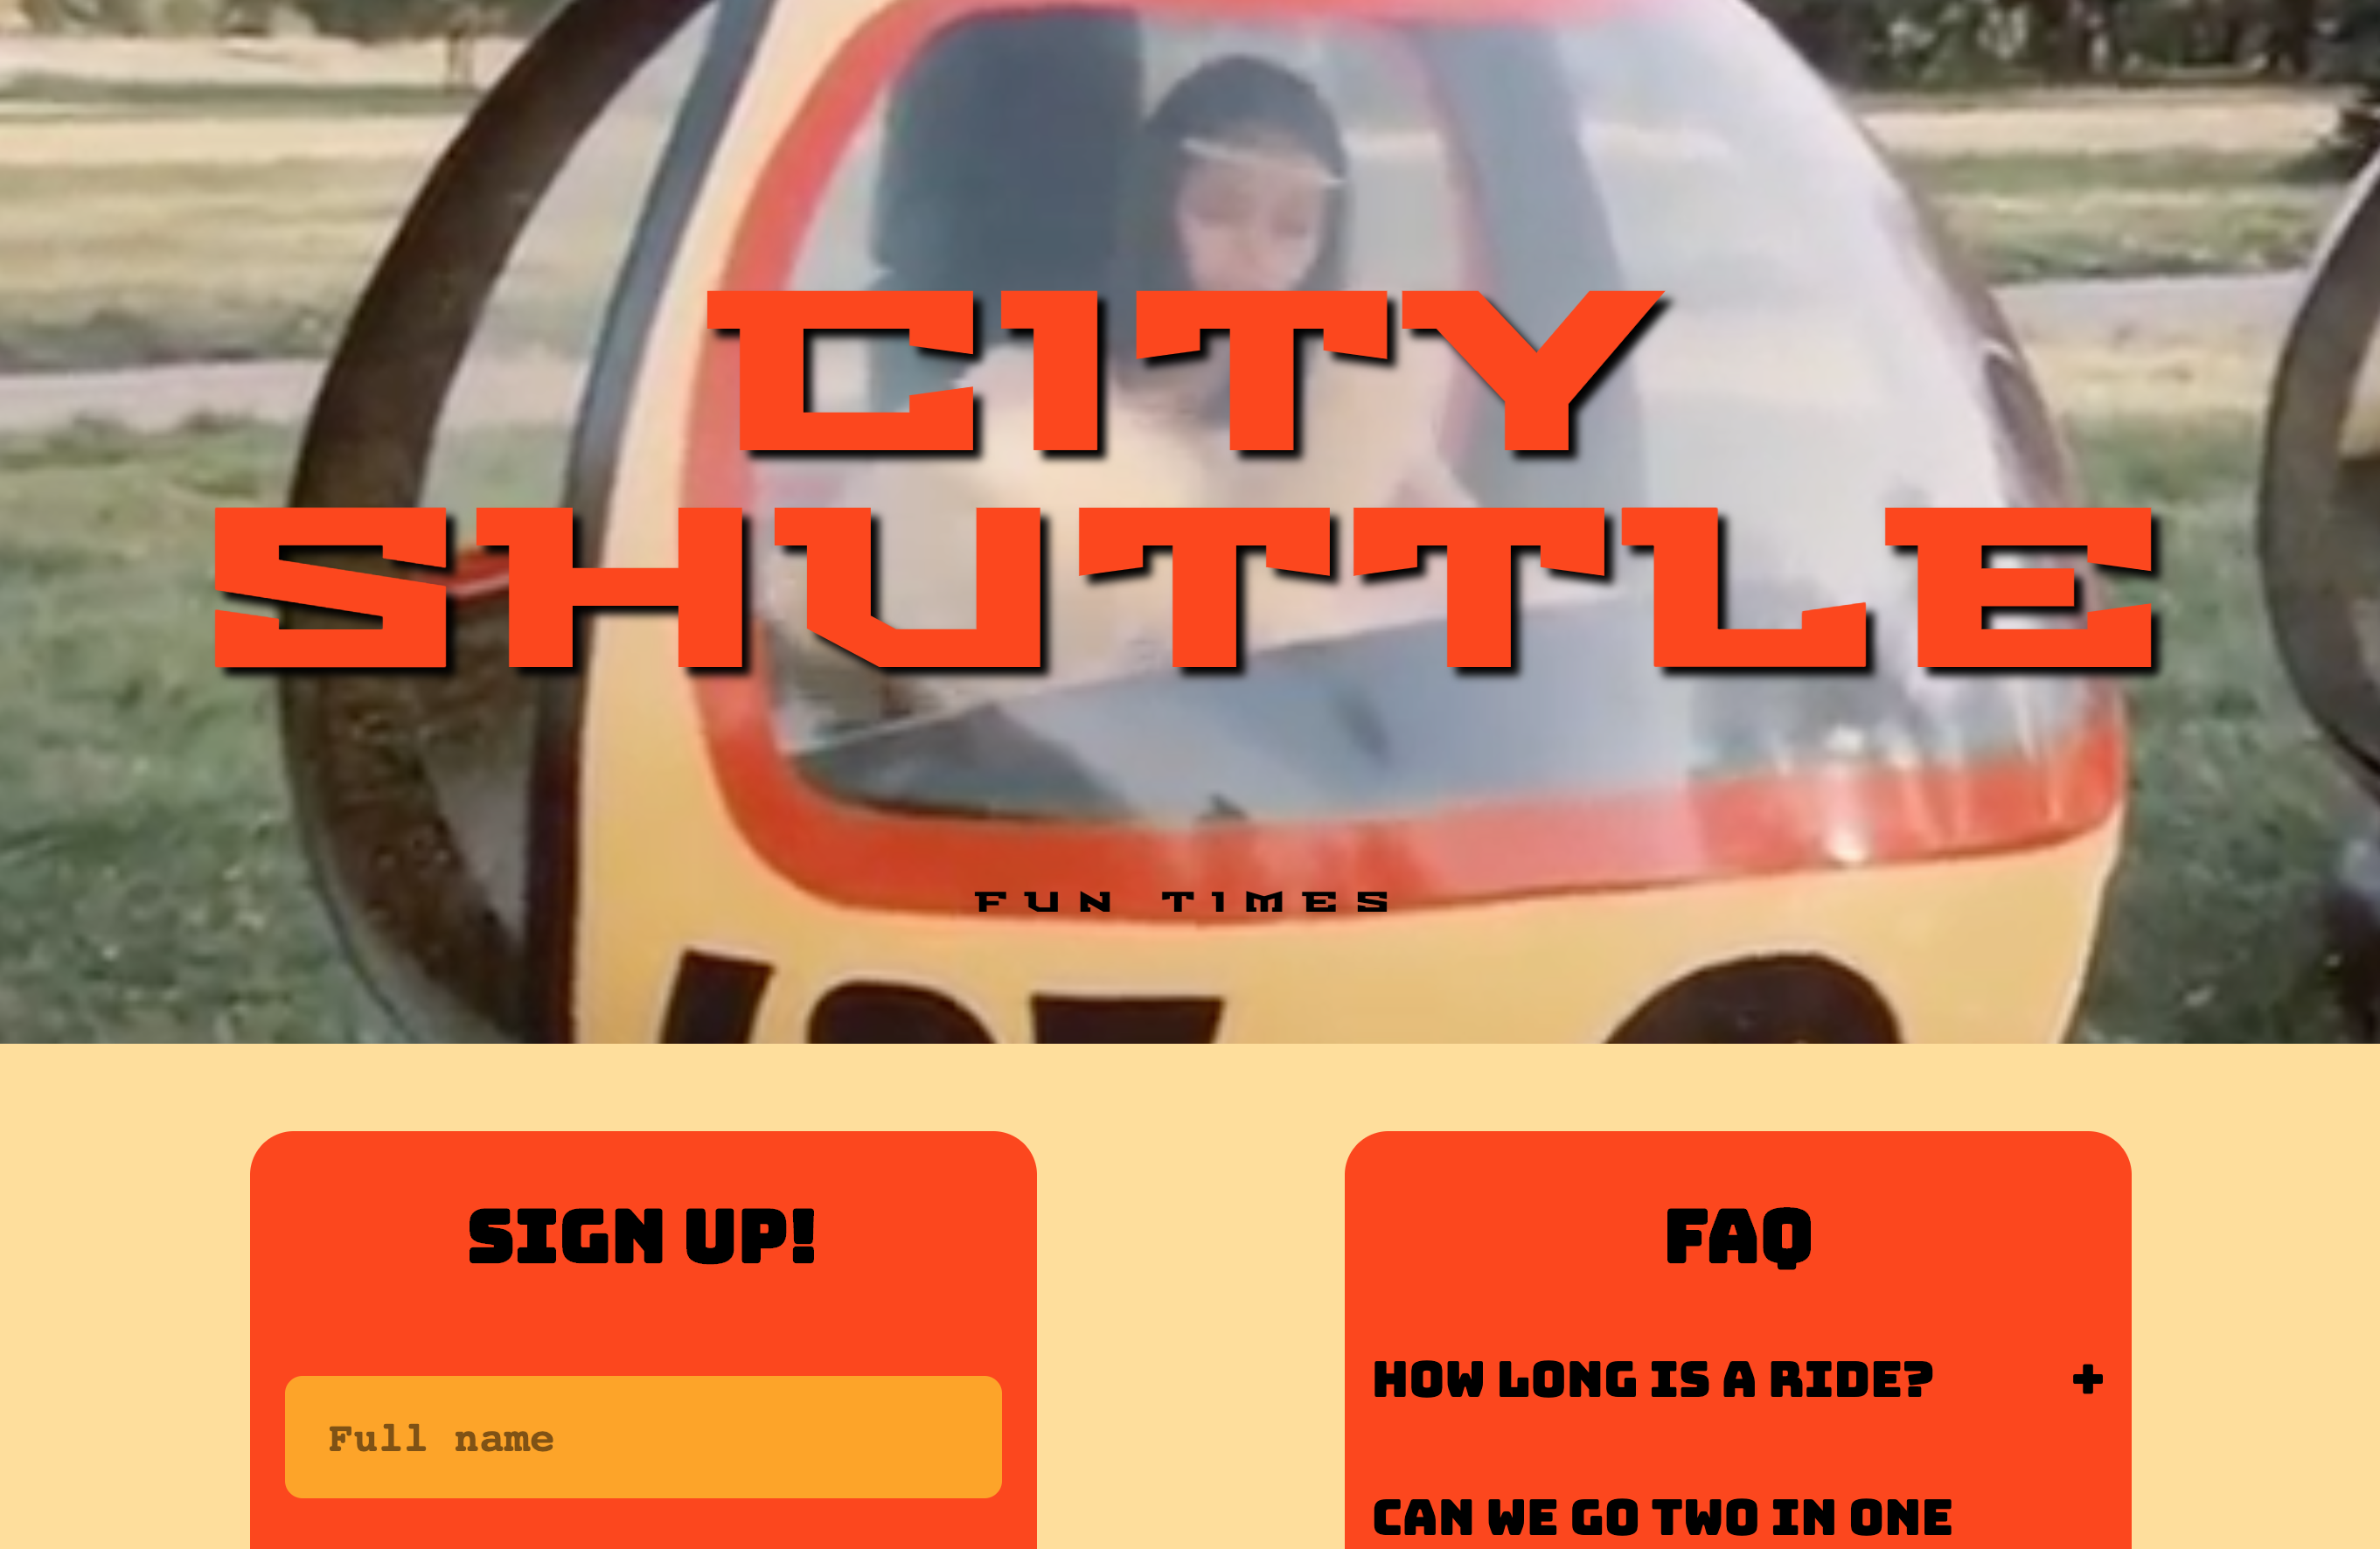 CITY
SHUTTLE
FUN TIMES
SIGN UP!
Full name
FAQ
HOW LONG IS A RIDE? +
CAN WE GO TWO IN ONE